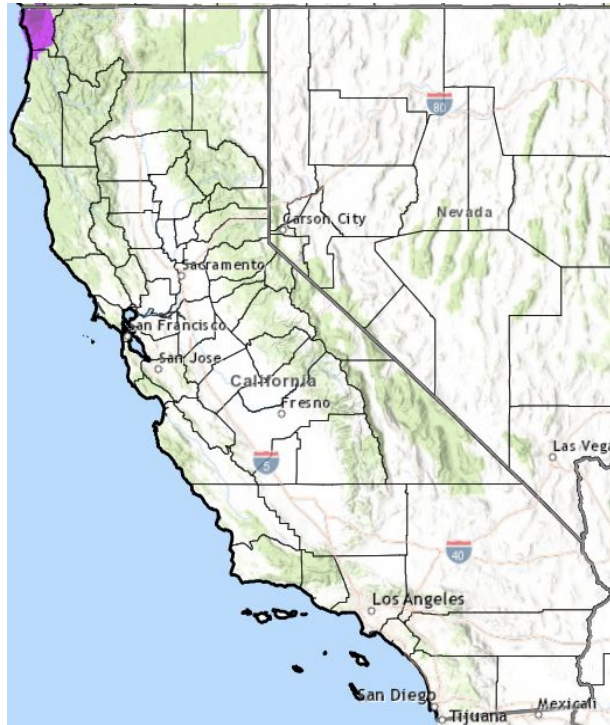 80
Carson City
Nevada
Sacramento
San Francisco
San Jose
California
Fresno
5
Las Vega
40
Los Angeles
San Diego
Tijuana
Mexicali